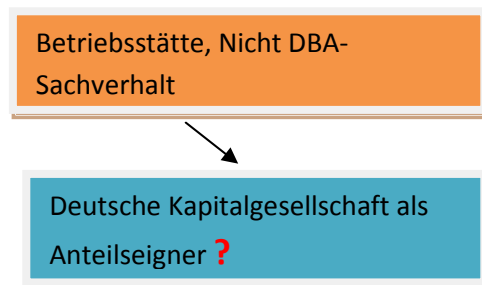 Betriebsstätte, Nicht DBA-
Sachverhalt
Deutsche Kapitalgesellschaft als
Anteilseigner ?